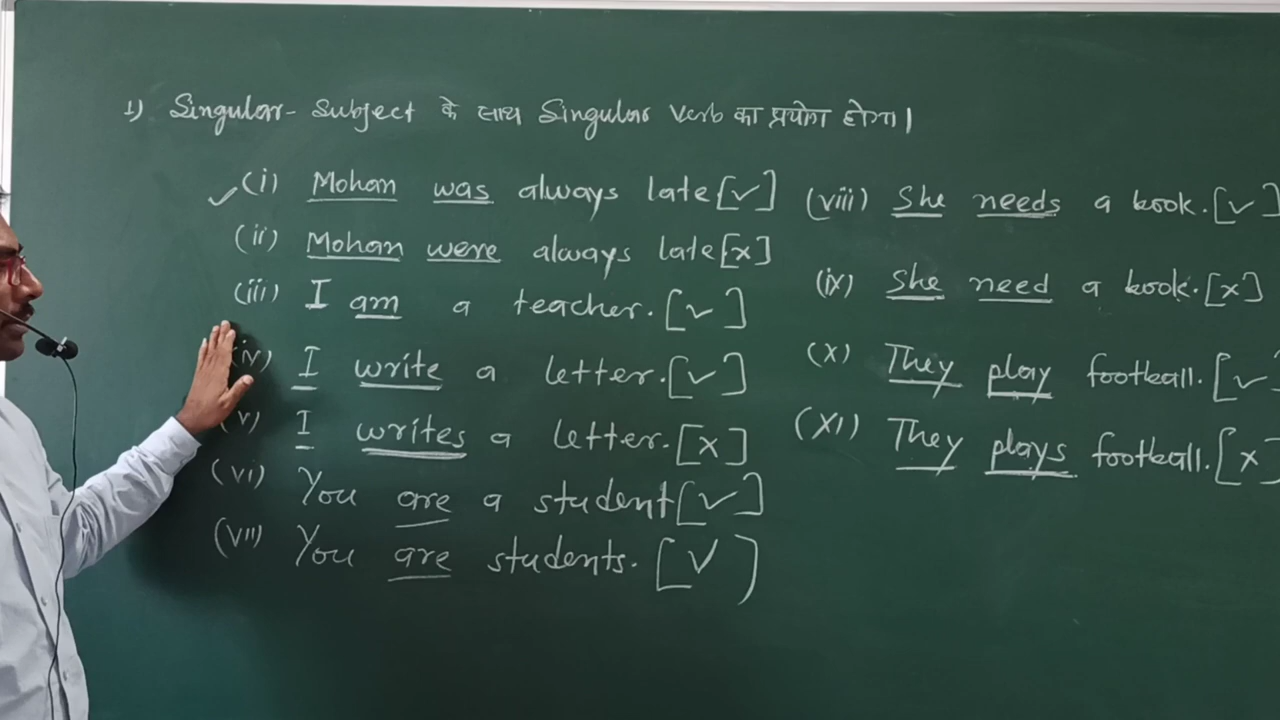 1) Singular- Subject के साथ Singular Verb का प्रयोग होगा।
(i) Mohan was always late[✓]
(ii) Mohan were always late[x]
(iii) I am a teacher.[✓]
(iv) I write a letter.[✓]
(v) I writes a letter.[x]
(vi) You are a student[✓]
(vii) You are students.[✓]
(viii) She needs a book.[✓]
(ix) She need a book.[x]
(x) They play football.[✓]
(XI) They plays football.[x]